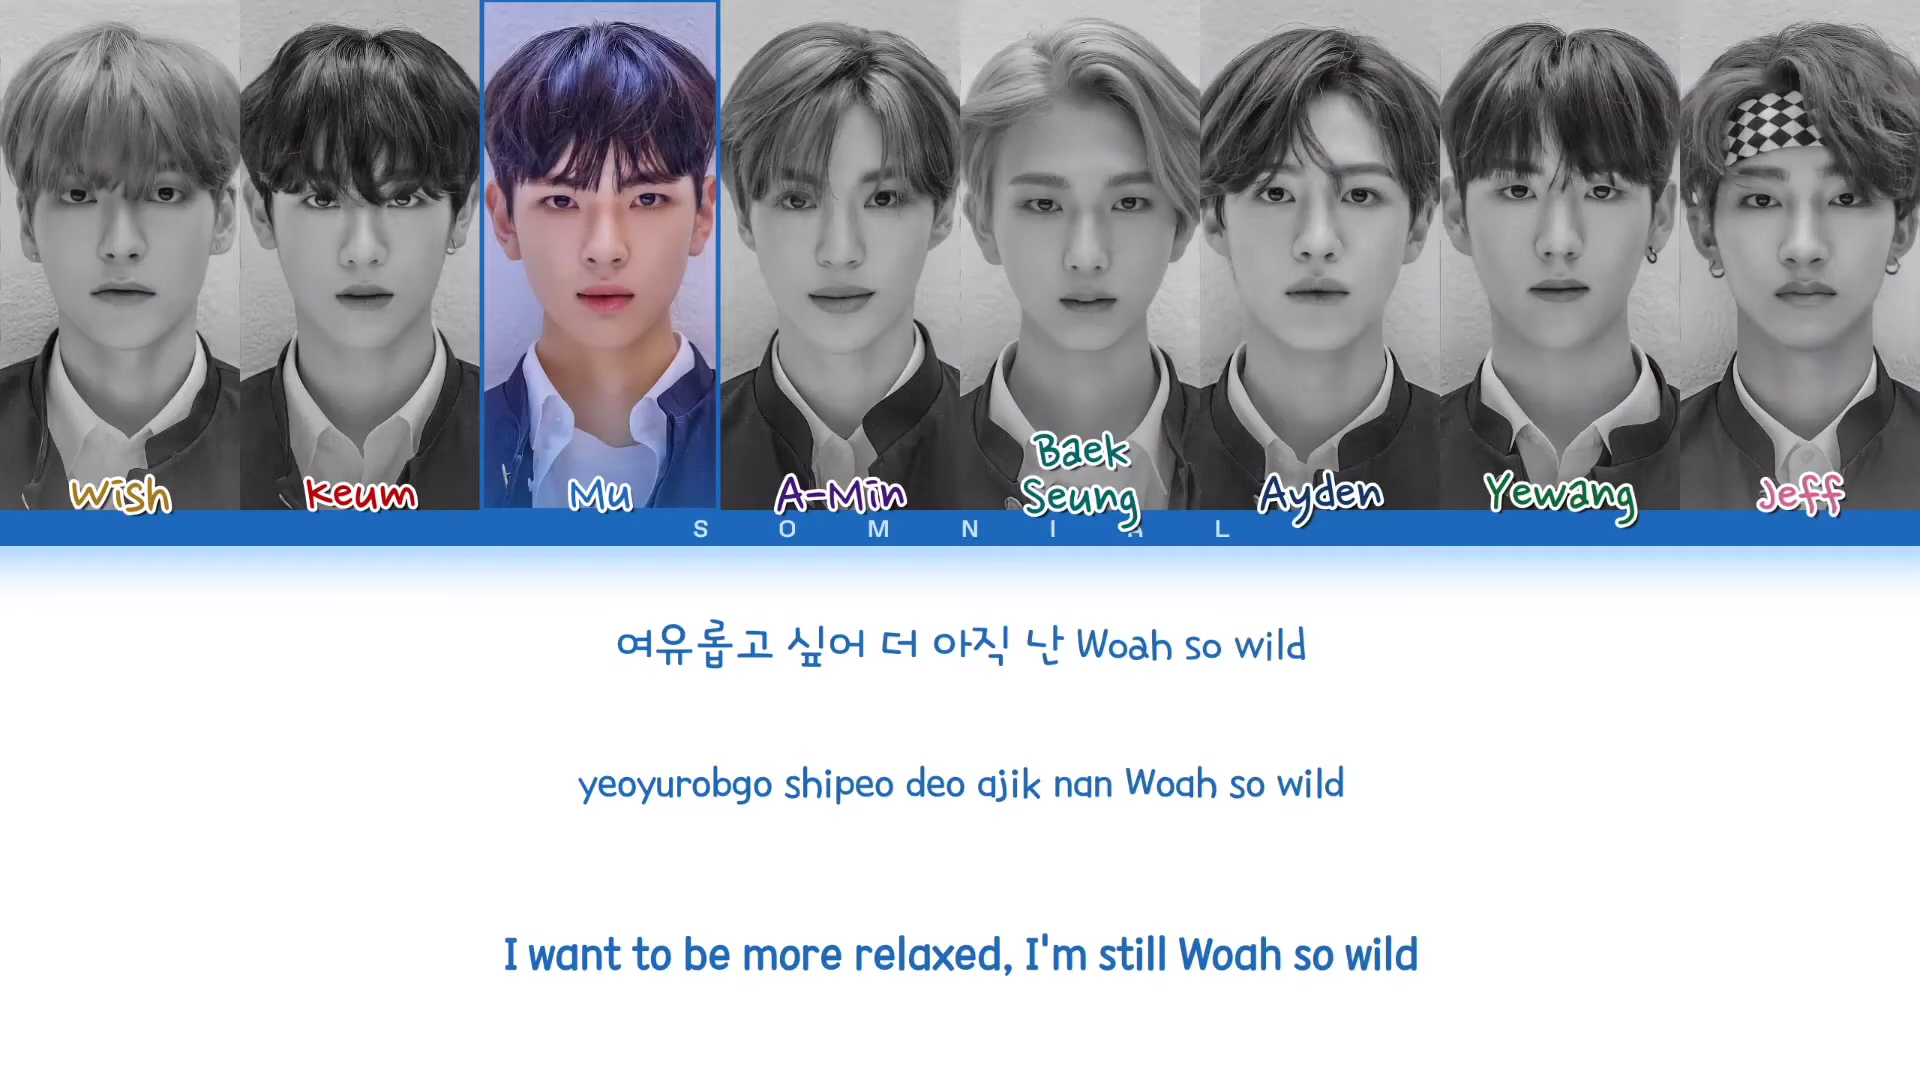 Wish
Keum
Mu
A-Min
Baek
Seung
Ayden
Yewang
Jeff
SOMNIAL
여유롭고 싶어 더 아직 난 Woah so wild
yeoyurobgo shipeo deo ajik nan Woah so wild
I want to be more relaxed, I'm still Woah so wild